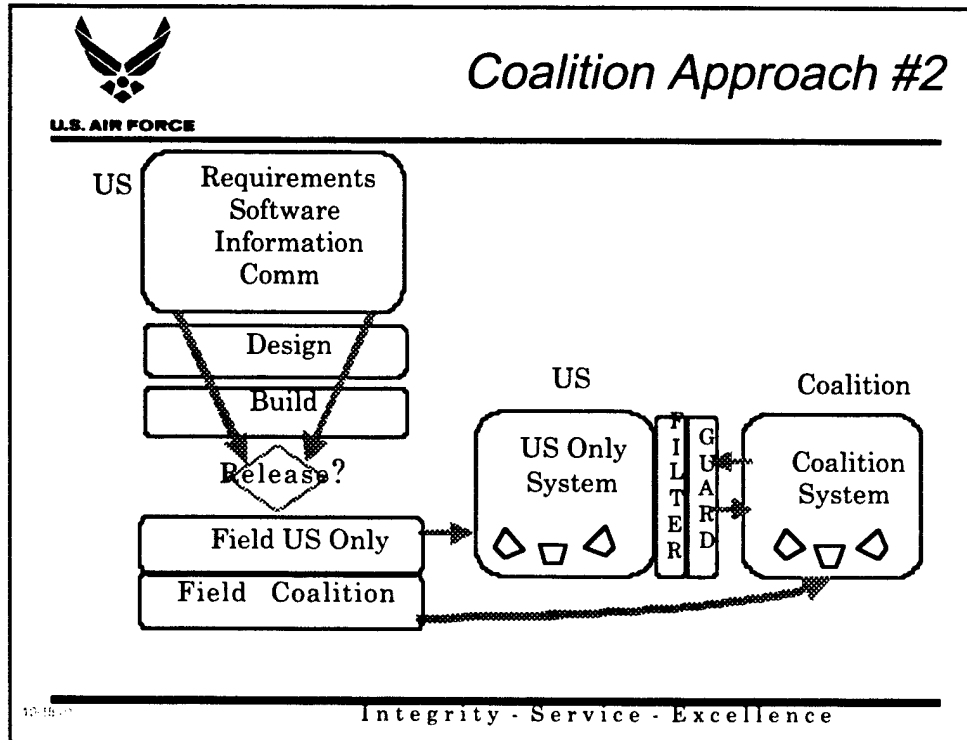 Coalition Approach #2
U.S. AIR FORCE
US
Requirements
Software
Information
Comm
Design
Build
Release?
Field US Only
Field Coalition
US
US Only
System
FILTER
GUARD
Coalition
Coalition
System
Integrity - Service - Excellence